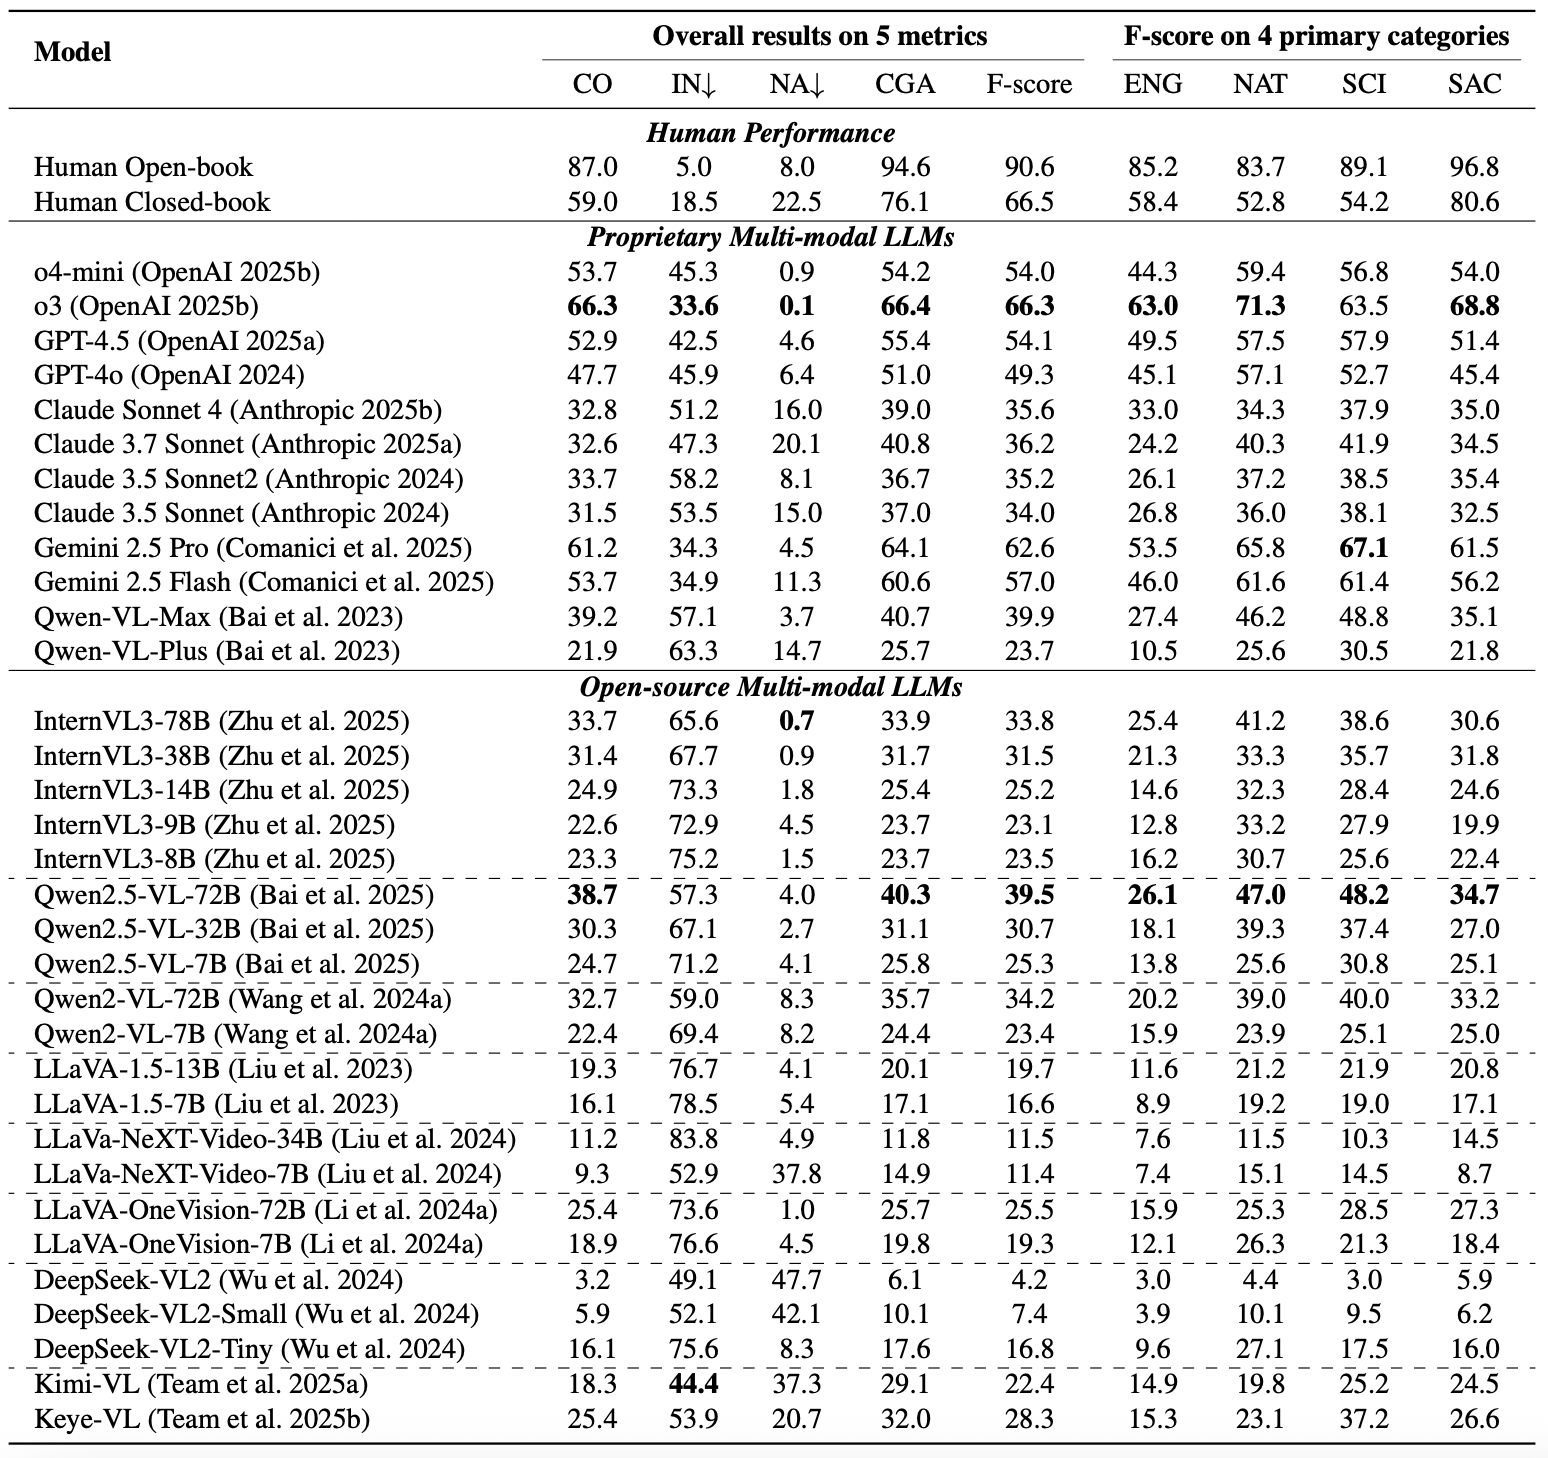 Model Overall results on 5 metrics F-score on 4 primary categories
CO IN↓ NA↓ CGA F-score ENG NAT SCI SAC
Human Performance
Human Open-book 87.0 5.0 8.0 94.6 90.6 85.2 83.7 89.1 96.8
Human Closed-book 59.0 18.5 22.5 76.1 66.5 58.4 52.8 54.2 80.6
Proprietary Multi-modal LLMs
o4-mini (OpenAI 2025b) 53.7 45.3 0.9 54.2 54.0 44.3 59.4 56.8 54.0
o3 (OpenAI 2025b) 66.3 33.6 0.1 66.4 66.3 63.0 71.3 63.5 68.8
GPT-4.5 (OpenAI 2025a) 52.9 42.5 4.6 55.4 54.1 49.5 57.5 57.9 51.4
GPT-4o (OpenAI 2024) 47.7 45.9 6.4 51.0 49.3 45.1 57.1 52.7 45.4
Claude Sonnet 4 (Anthropic 2025b) 32.8 51.2 16.0 39.0 35.6 33.0 34.3 37.9 35.0
Claude 3.7 Sonnet (Anthropic 2025a) 32.6 47.3 20.1 40.8 36.2 24.2 40.3 41.9 34.5
Claude 3.5 Sonnet2 (Anthropic 2024) 33.7 58.2 8.1 36.7 35.2 26.1 37.2 38.5 35.4
Claude 3.5 Sonnet (Anthropic 2024) 31.5 53.5 15.0 37.0 34.0 26.8 36.0 38.1 32.5
Gemini 2.5 Pro (Comanici et al. 2025) 61.2 34.3 4.5 64.1 62.6 53.5 65.8 67.1 61.5
Gemini 2.5 Flash (Comanici et al. 2025) 53.7 34.9 11.3 60.6 57.0 46.0 61.6 61.4 56.2
Qwen-VL-Max (Bai et al. 2023) 39.2 57.1 3.7 40.7 39.9 27.4 46.2 48.8 35.1
Qwen-VL-Plus (Bai et al. 2023) 21.9 63.3 14.7 25.7 23.7 10.5 25.6 30.5 21.8
Open-source Multi-modal LLMs
InternVL3-78B (Zhu et al. 2025) 33.7 65.6 0.7 33.9 33.8 25.4 41.2 38.6 30.6
InternVL3-38B (Zhu et al. 2025) 31.4 67.7 0.9 31.7 31.5 21.3 33.3 35.7 31.8
InternVL3-14B (Zhu et al. 2025) 24.9 73.3 1.8 25.4 25.2 14.6 32.3 28.4 24.6
InternVL3-9B (Zhu et al. 2025) 22.6 72.9 4.5 23.7 23.1 12.8 33.2 27.9 19.9
InternVL3-8B (Zhu et al. 2025) 23.3 75.2 1.5 23.7 23.5 16.2 30.7 25.6 22.4
Qwen2.5-VL-72B (Bai et al. 2025) 38.7 57.3 4.0 40.3 39.5 26.1 47.0 48.2 34.7
Qwen2.5-VL-32B (Bai et al. 2025) 30.3 67.1 2.7 31.1 30.7 18.1 39.3 37.4 27.0
Qwen2.5-VL-7B (Bai et al. 2025) 24.7 71.2 4.1 25.8 25.3 13.8 25.6 30.8 25.1
Qwen2-VL-72B (Wang et al. 2024a) 32.7 59.0 8.3 35.7 34.2 20.2 39.0 40.0 33.2
Qwen2-VL-7B (Wang et al. 2024a) 22.4 69.4 8.2 24.4 23.4 15.9 23.9 25.1 25.0
LLaVA-1.5-13B (Liu et al. 2023) 19.3 76.7 4.1 20.1 19.7 11.6 21.2 21.9 20.8
LLaVA-1.5-7B (Liu et al. 2023) 16.1 78.5 5.4 17.1 16.6 8.9 19.2 19.0 17.1
LLaVa-NeXT-Video-34B (Liu et al. 2024) 11.2 83.8 4.9 11.8 11.5 7.6 11.5 10.3 14.5
LLaVa-NeXT-Video-7B (Liu et al. 2024) 9.3 52.9 37.8 14.9 11.4 7.4 15.1 14.5 8.7
LLaVA-OneVision-72B (Li et al. 2024a) 25.4 73.6 1.0 25.7 25.5 15.9 25.3 28.5 27.3
LLaVA-OneVision-7B (Li et al. 2024a) 18.9 76.6 4.5 19.8 19.3 12.1 26.3 21.3 18.4
DeepSeek-VL2 (Wu et al. 2024) 3.2 49.1 47.7 6.1 4.2 3.0 4.4 3.0 5.9
DeepSeek-VL2-Small (Wu et al. 2024) 5.9 52.1 42.1 10.1 7.4 3.9 10.1 9.5 6.2
DeepSeek-VL2-Tiny (Wu et al. 2024) 16.1 75.6 8.3 17.6 16.8 9.6 27.1 17.5 16.0
Kimi-VL (Team et al. 2025a) 18.3 44.4 37.3 29.1 22.4 14.9 19.8 25.2 24.5
Keye-VL (Team et al. 2025b) 25.4 53.9 20.7 32.0 28.3 15.3 23.1 37.2 26.6